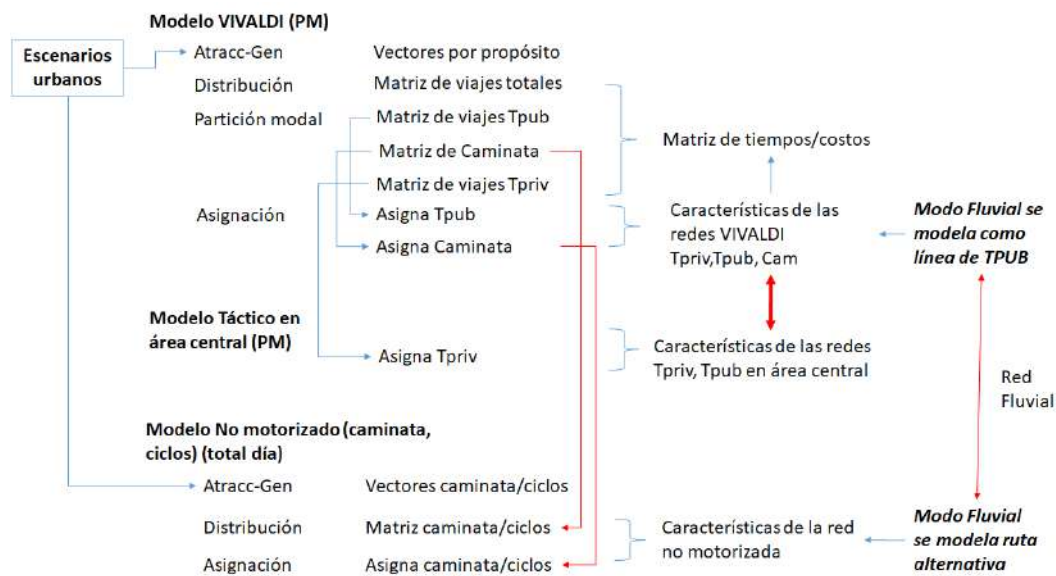 Modelo VIVALDI (PM)
Escenarios
urbanos
Atracc-Gen
Vectores por propósito
Distribución
Matriz de viajes totales
Partición modal
Matriz de viajes Tpub
Matriz de Caminata
Matriz de viajes Tpriv
Matriz de tiempos/costos
Asignación
Asigna Tpub
Asigna Caminata
Características de las
redes VIVALDI
Tpriv,Tpub, Cam
Modo Fluvial se
modela como
línea de TPUB
Modelo Táctico en
área central (PM)
Asigna Tpriv
Características de las redes
Tpriv, Tpub en área central
Red
Fluvial
Modelo No motorizado (caminata,
ciclos) (total día)
Atracc-Gen
Vectores caminata/ciclos
Distribución
Matriz caminata/ciclos
Asignación
Asigna caminata/ciclos
Características de la red
no motorizada
Modo Fluvial
se modela ruta
alternativa